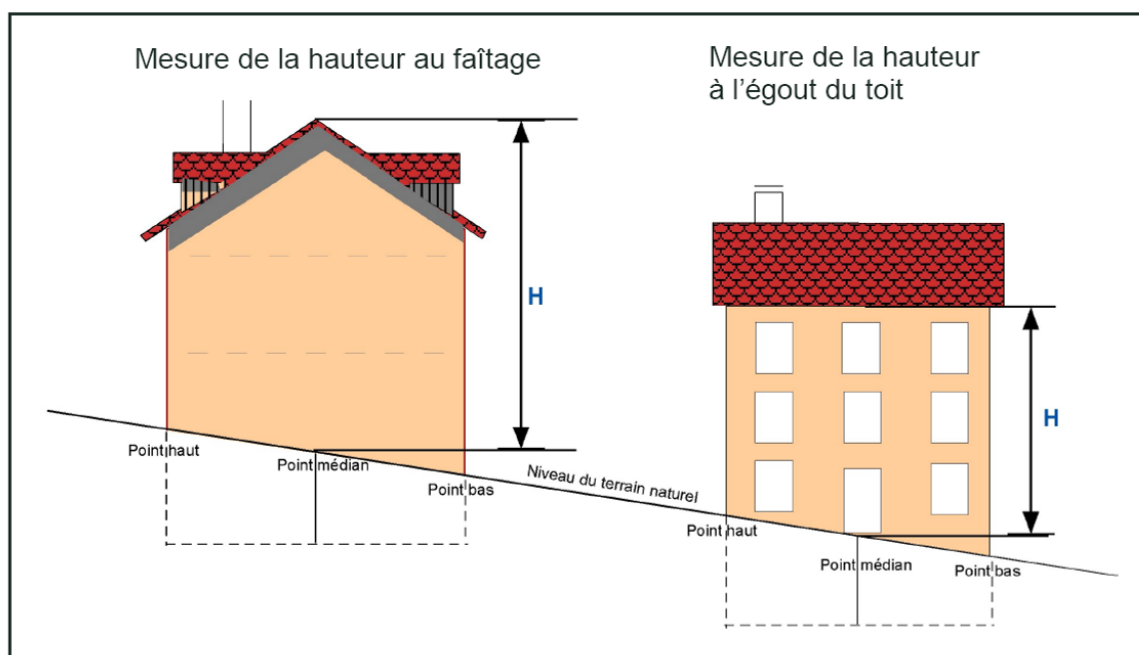 Mesure de la hauteur au faîtage
Mesure de la hauteur
à l'égout du toit
H
H
Point haut
Point médian
Point bas
Niveau du terrain naturel
Point haut
Point médian
Point bas